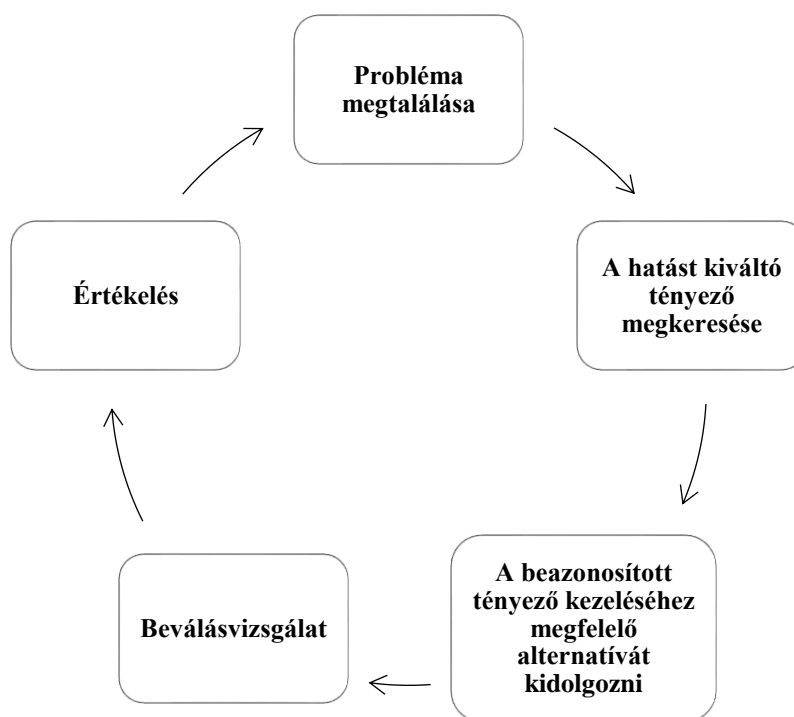 Probléma
megtalálása
A hatást kiváltó
tényező
megkeresése
A beazonosított
tényező kezeléséhez
megfelelő
alternatívát
kidolgozni
Beválásvizsgálat
Értékelés